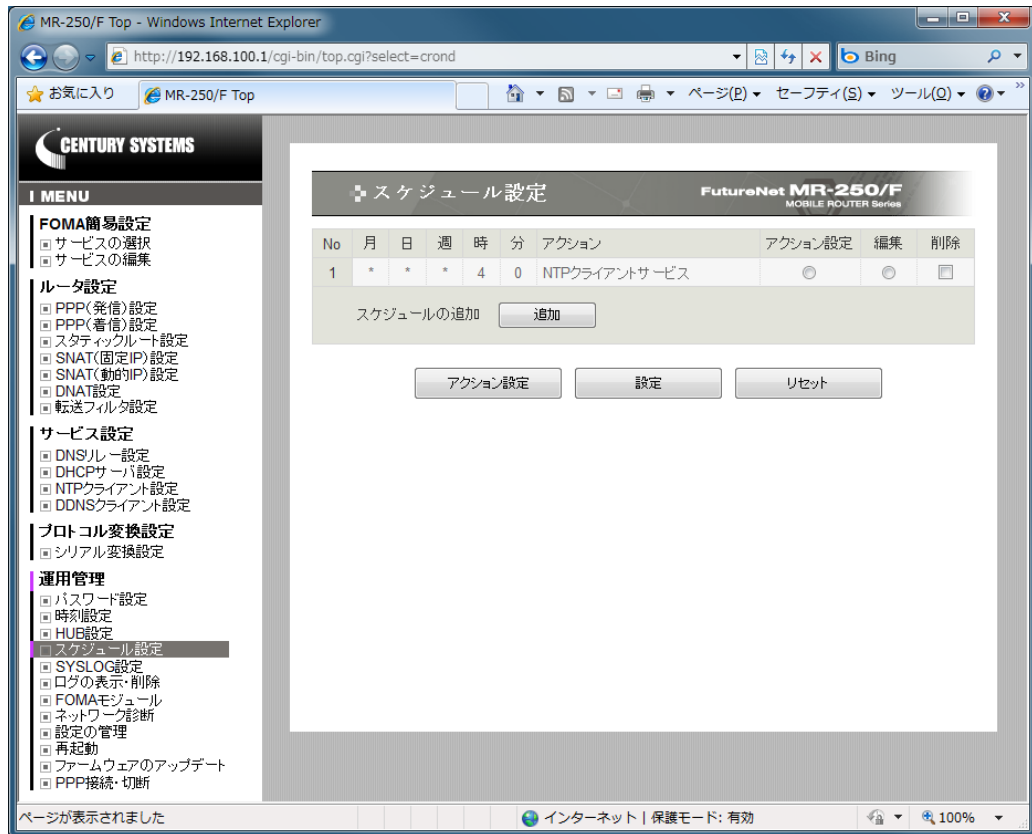 MR-250/F Top - Windows Internet Explorer
http://192.168.100.1/cgi-bin/top.cgi?select=crond
Bing
お気に入り
MR-250/F Top
ページ(P)
セーフティ(S)
ツール(O)
CENTURY SYSTEMS
MENU
FOMA簡易設定
サービスの選択
サービスの編集
ルータ設定
PPP(発信)設定
PPP(着信)設定
スタティックルート設定
SNAT(固定IP)設定
SNAT(動的IP)設定
DNAT設定
転送フィルタ設定
サービス設定
DNSリレー設定
DHCPサーバ設定
NTPクライアント設定
DDNSクライアント設定
プロトコル変換設定
シリアル変換設定
運用管理
パスワード設定
時刻設定
HUB設定
スケジュール設定
SYSLOG設定
ログの表示・削除
FOMAモジュール
ネットワーク診断
設定の管理
再起動
ファームウェアのアップデート
PPP接続・切断
スケジュール設定
FutureNet MR-250/F
MOBILE ROUTER Series
No 月 日 週 時 分 アクション アクション設定 編集 削除
1 * * * 4 0 NTPクライアントサービス
スケジュールの追加 追加
アクション設定 設定 リセット
ページが表示されました
インターネット | 保護モード: 有効
100%